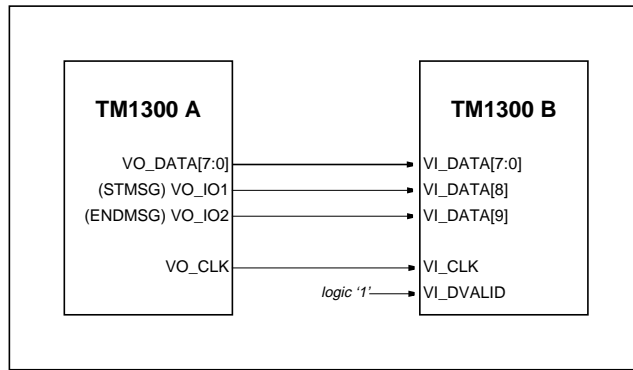 TM1300 A
TM1300 B
VO_DATA[7:0]
VI_DATA[7:0]
(STMSG) VO_IO1
VI_DATA[8]
(ENDMSG) VO_IO2
VI_DATA[9]
VO_CLK
VI_CLK
logic ‘1’
VI_DVALID